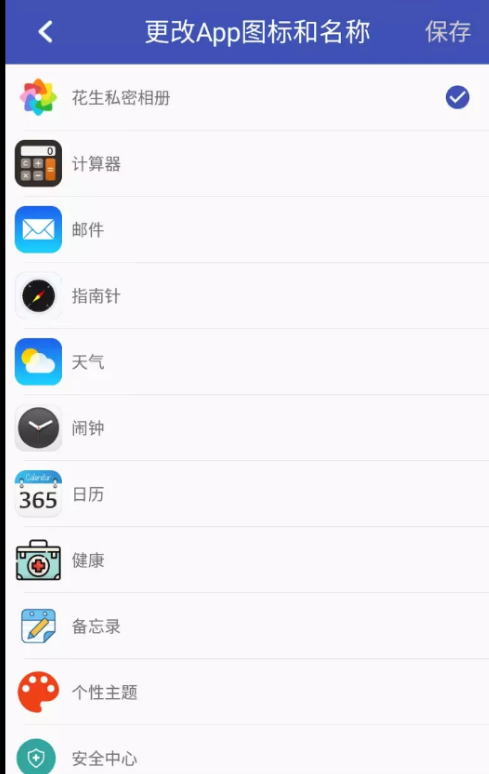 更改App图标和名称
保存
花生私密相册
0
计算器
邮件
指南针
天气
闹钟
Calendar
365
日历
健康
备忘录
个性主题
安全中心